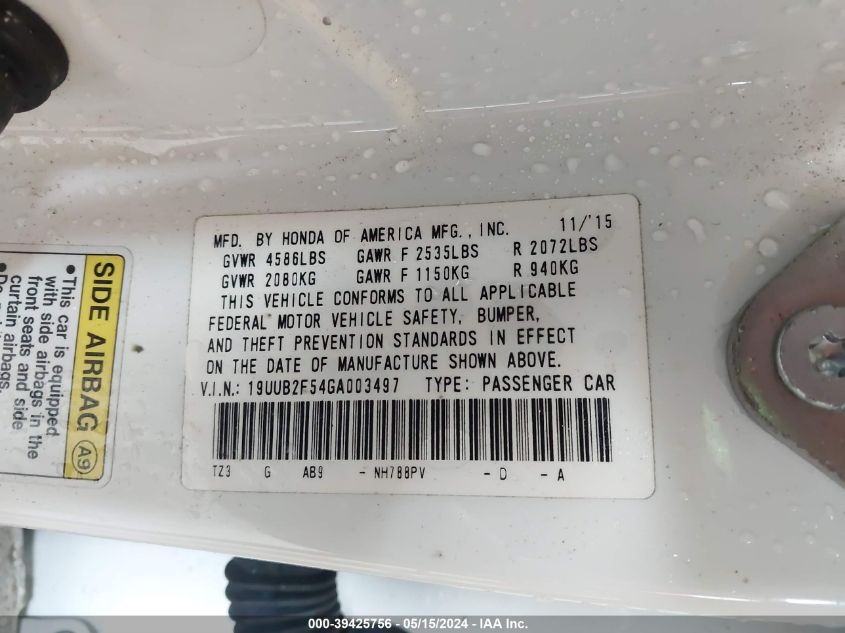 MFD. BY HONDA OF AMERICA MFG., INC. 11/'15
GVWR 4586LBS GAWR F 2535LBS R 2072LBS
GVWR 2080KG GAWR F 1150KG R 940KG
THIS VEHICLE CONFORMS TO ALL APPLICABLE
FEDERAL MOTOR VEHICLE SAFETY, BUMPER,
AND THEFT PREVENTION STANDARDS IN EFFECT
ON THE DATE OF MANUFACTURE SHOWN ABOVE.
V.I.N.: 19UUB2F54GA003497 TYPE: PASSENGER CAR
TZ3 G AB9 - NH788PV - D - A
SIDE AIRBAG A9
• This car is equipped
with side airbags in the
front seats and side
curtain airbags.
000-39425756 - 05/15/2024 - IAA Inc.